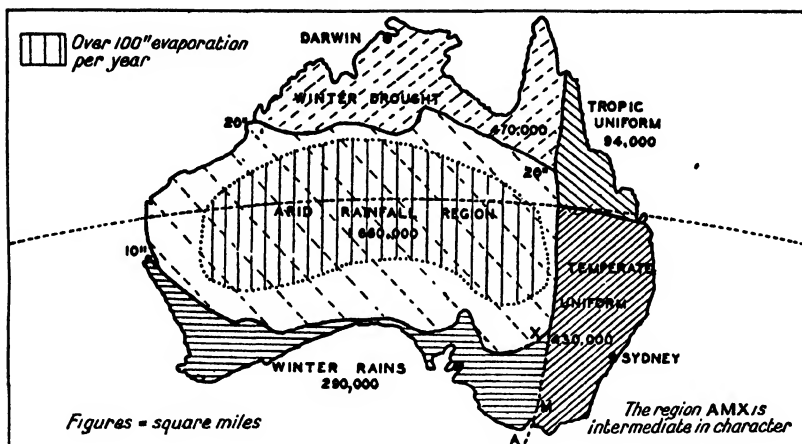 Over 100" evaporation
per year
DARWIN
WINTER DROUGHT
470,000
TROPIC
UNIFORM
94,000
20"
20"
ARID RAINFALL REGION
1 660,000
10"
TEMPERATE
UNIFORM
430,000
X
SYDNEY
WINTER RAINS
290,000
M
A
Figures = square miles
The region AMX is
intermediate in character